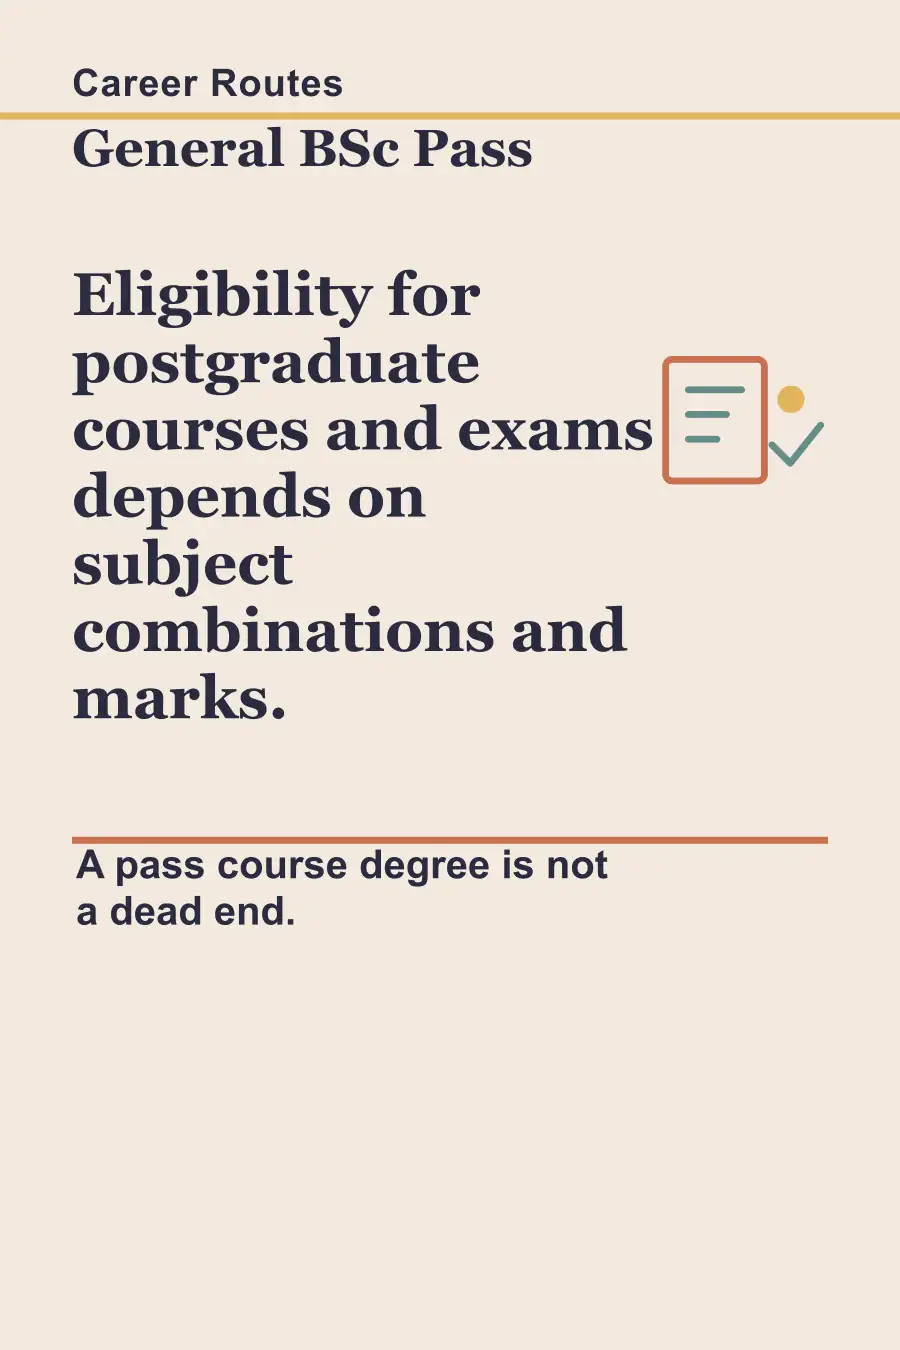 Career Routes
General BSc Pass
Eligibility for
postgraduate
courses and exams
depends on
subject
combinations and
marks.
A pass course degree is not
a dead end.